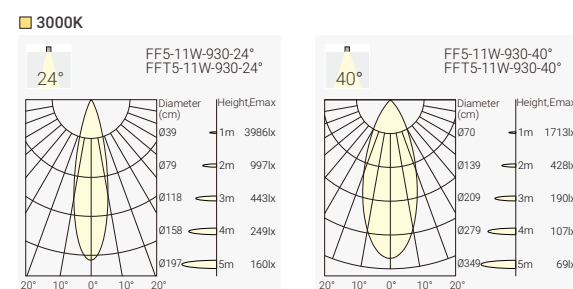 3000K
24°
FF5-11W-930-24°
FFT5-11W-930-24°
Diameter Height,Emax
(cm)
Ø39 1m 3986lx
Ø79 2m 997lx
Ø118 3m 443lx
Ø158 4m 249lx
Ø197 5m 160lx
20° 10° 0° 10° 20°
40°
FF5-11W-930-40°
FFT5-11W-930-40°
Diameter Height,Emax
(cm)
Ø70 1m 1713lx
Ø139 2m 428lx
Ø209 3m 190lx
Ø279 4m 107lx
Ø349 5m 69lx
20° 10° 0° 10° 20°